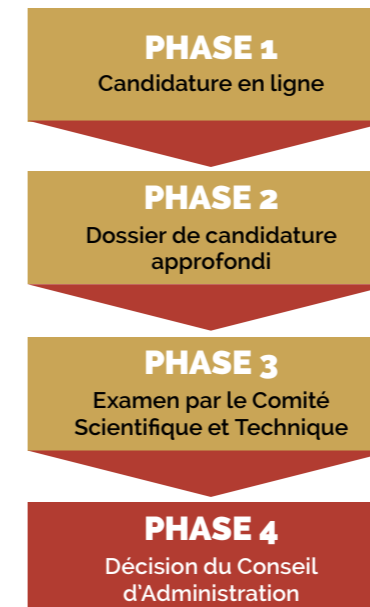 PHASE 1
Candidature en ligne
PHASE 2
Dossier de candidature
approfondi
PHASE 3
Examen par le Comité
Scientifique et Technique
PHASE 4
Décision du Conseil
d'Administration